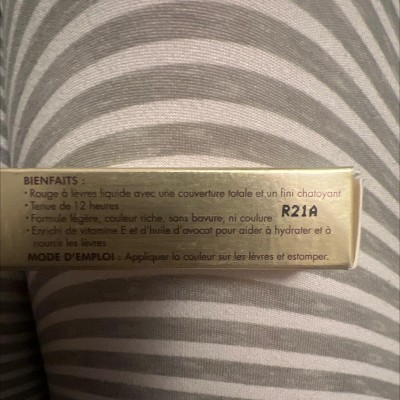 BIENFAITS :
•Rouge à lèvres liquide avec une couverture totale et un fini chatoyant
•Tenue de 12 heures
•Formule légère, couleur riche, sans bavure, ni coulure
R21A
•Enrichi de vitamine E et d'huile d'avocat pour aider à hydrater et à
nourrir les lèvres
MODE D'EMPLOI : Appliquer la couleur sur les lèvres et estomper.